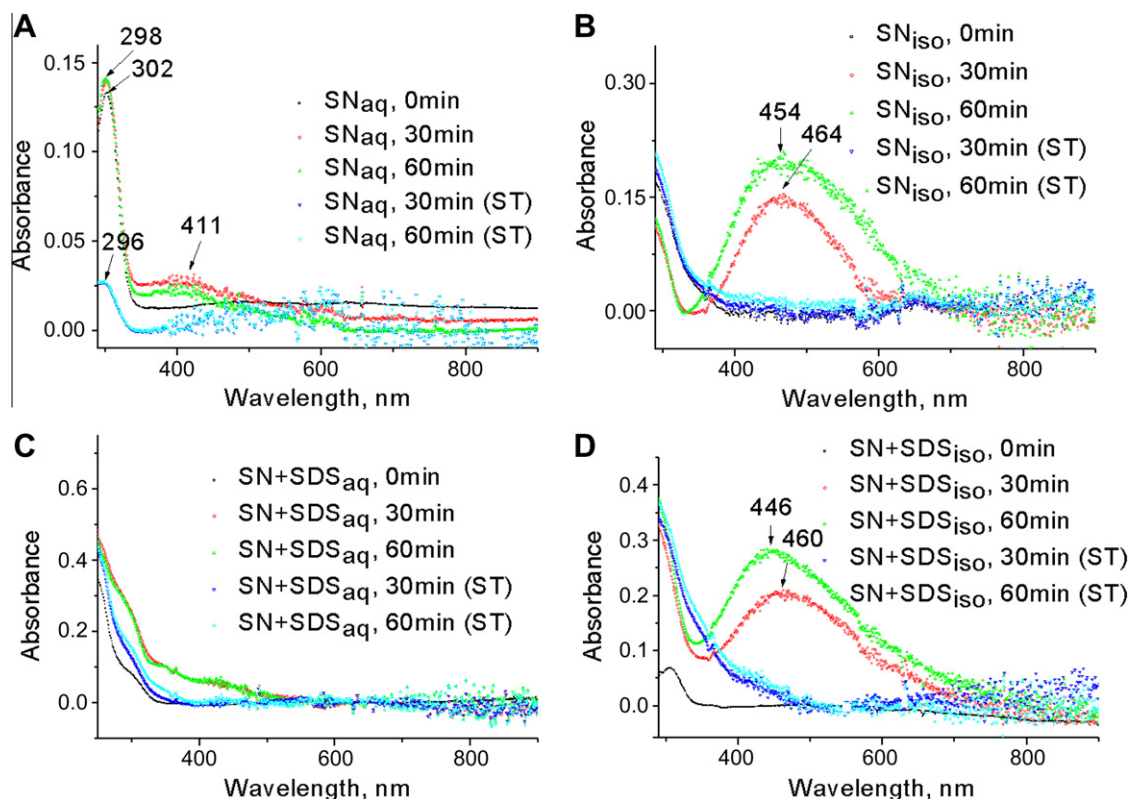 A
298
302
0.15
0.10
0.05
0.00
296
411
SNaq, 0min
SNaq, 30min
SNaq, 60min
SNaq, 30min (ST)
SNaq, 60min (ST)
Absorbance
400 600 800
Wavelength, nm
B
SNiso, 0min
SNiso, 30min
SNiso, 60min
SNiso, 30min (ST)
SNiso, 60min (ST)
454
464
0.30
0.15
0.00
Absorbance
400 600 800
Wavelength, nm
C
SN+SDSaq, 0min
SN+SDSaq, 30min
SN+SDSaq, 60min
SN+SDSaq, 30min (ST)
SN+SDSaq, 60min (ST)
0.6
0.4
0.2
0.0
Absorbance
400 600 800
Wavelength, nm
D
SN+SDSiso, 0min
SN+SDSiso, 30min
SN+SDSiso, 60min
SN+SDSiso, 30min (ST)
SN+SDSiso, 60min (ST)
446
460
0.4
0.3
0.2
0.1
0.0
Absorbance
400 600 800
Wavelength, nm